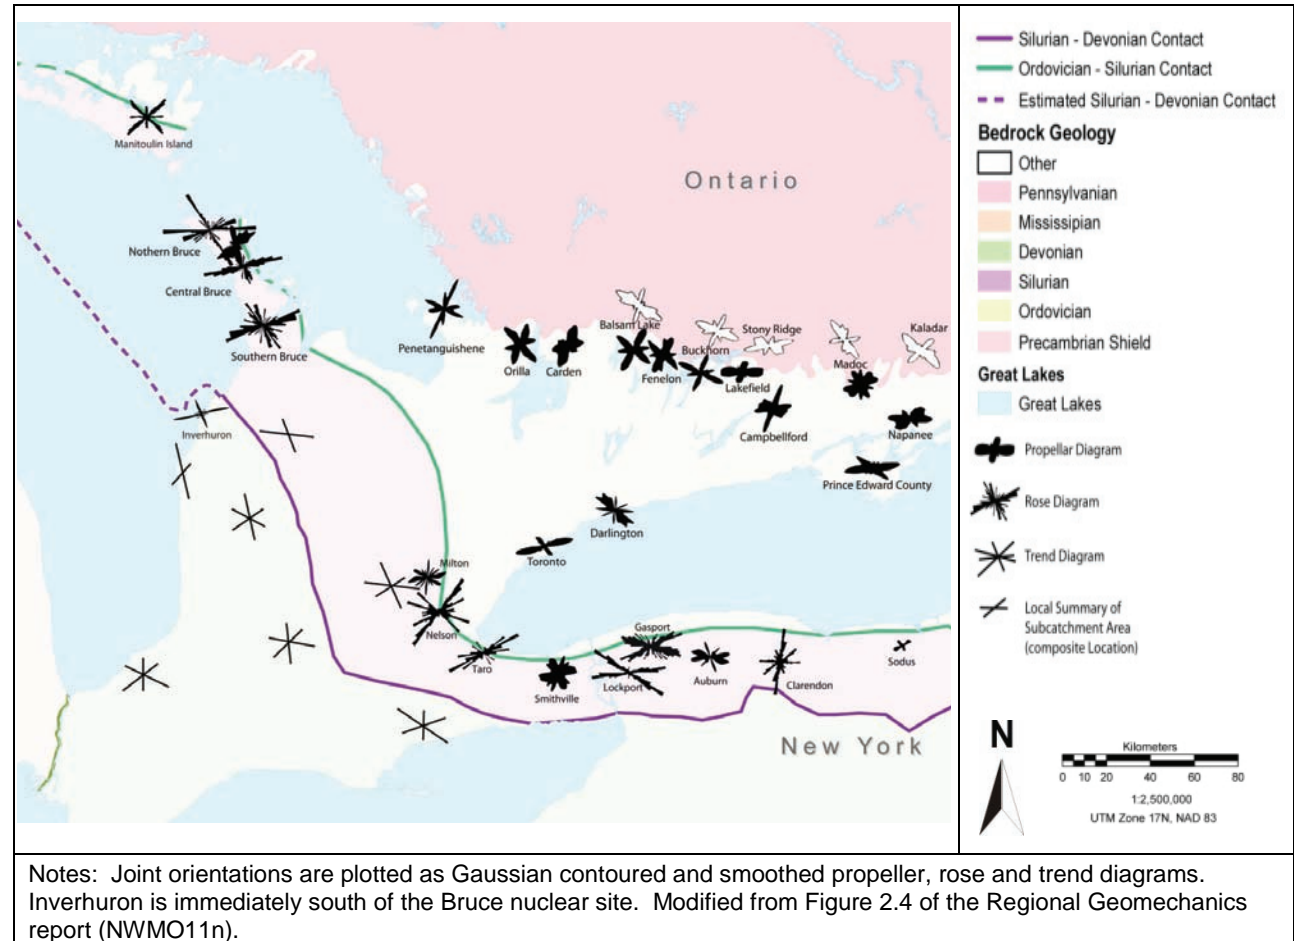 Silurian - Devonian Contact
Ordovician - Silurian Contact
Estimated Silurian - Devonian Contact
Bedrock Geology
Other
Pennsylvanian
Mississipian
Devonian
Silurian
Ordovician
Precambrian Shield
Great Lakes
Great Lakes
Propellar Diagram
Rose Diagram
Trend Diagram
Local Summary of
Subcatchment Area
(composite Location)
N
Kilometers
0 10 20 40 60 80
1:2,500,000
UTM Zone 17N, NAD 83
Manitoulin Island
Ontario
Nothern Bruce
Central Bruce
Southern Bruce
Penetanguishene
Orilla
Carden
Balsam Lake
Fenelon
Buckhorn
Stony Ridge
Lakefield
Madoc
Kaladar
Campbellford
Napanee
Prince Edward County
Inverhuron
Darlington
Toronto
Milton
Nelson
Taro
Smithville
Gasport
Lockport
Auburn
Clarendon
Sodus
New York
Notes: Joint orientations are plotted as Gaussian contoured and smoothed propeller, rose and trend diagrams.
Inverhuron is immediately south of the Bruce nuclear site. Modified from Figure 2.4 of the Regional Geomechanics
report (NWMO11n).